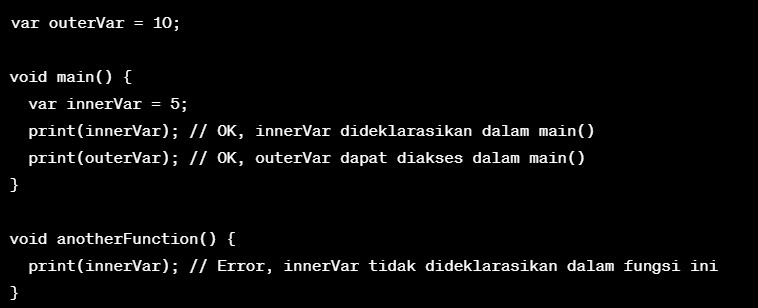 var outerVar = 10;
void main() {
  var innerVar = 5;
  print(innerVar); // OK, innerVar dideklarasikan dalam main()
  print(outerVar); // OK, outerVar dapat diakses dalam main()
}
void anotherFunction() {
  print(innerVar); // Error, innerVar tidak dideklarasikan dalam fungsi ini
}